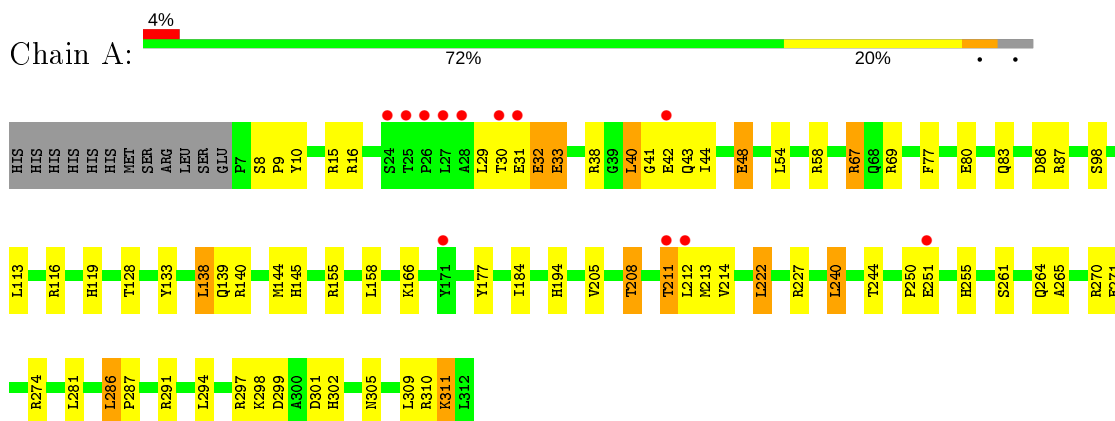 4%
Chain A:
72% 20% • •
HIS HIS HIS HIS HIS HIS MET SER ARG LEU SER GLU P7 S8 P9 Y10 R15 R16 S24 T25 P26 L27 A28 L29 T30 E31 E32 E33 R38 G39 L40 G41 E42 Q43 I44 E48 L54 R58 R67 Q68 R69 F77 E80 Q83 D86 R87 S98
L113 R116 H119 T128 Y133 L138 Q139 R140 M144 H145 R155 L158 K166 Y171 Y177 I184 H194 V205 T208 T211 L212 M213 V214 L222 R227 L240 T244 P250 E251 H255 S261 Q264 A265 R270 E271
R274 L281 L286 P287 R291 L294 R297 K298 D299 A300 D301 H302 N305 L309 R310 K311 L312